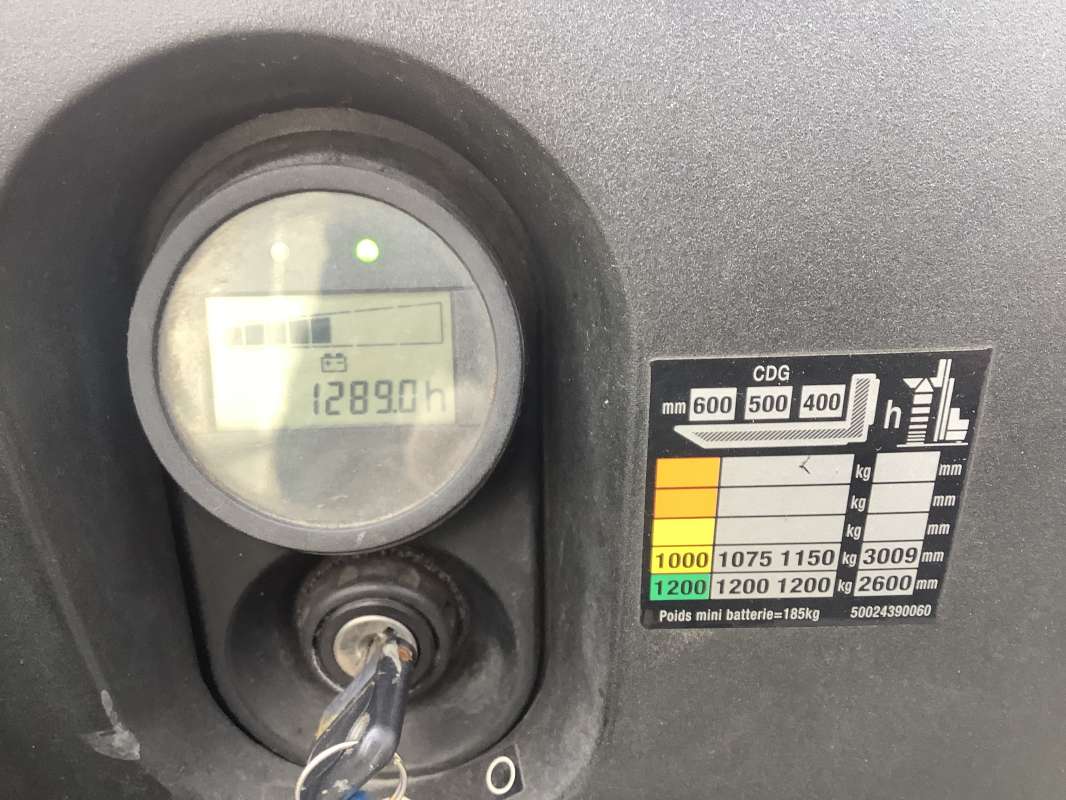 1289.0 h
CDG
mm 600 500 400 h
kg mm
kg mm
kg mm
1000 1075 1150 kg 3009 mm
1200 1200 1200 kg 2600 mm
Poids mini batterie=185kg 50024390060